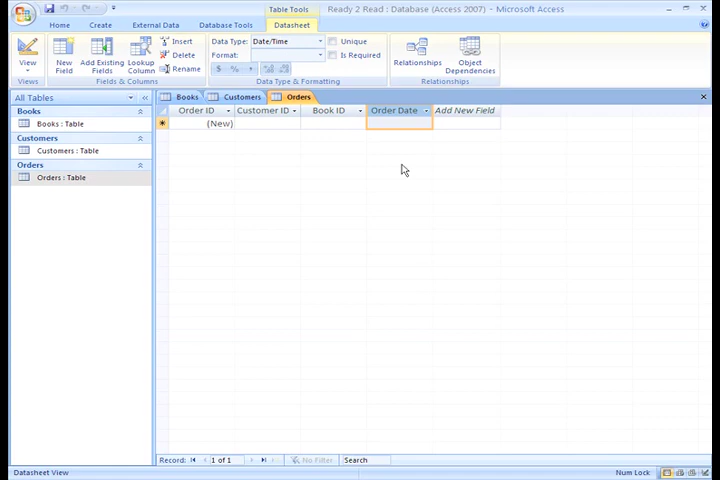 Table Tools
Ready 2 Read : Database (Access 2007) - Microsoft Access
Home
Create
External Data
Database Tools
Datasheet
View
Views
New Field
Add Existing Fields
Lookup Column
Insert
Delete
Rename
Fields & Columns
Data Type: Date/Time
Format:
$ %
Unique
Is Required
Data Type & Formatting
Relationships
Object Dependencies
Relationships
All Tables
Books
Books : Table
Customers
Customers : Table
Orders
Orders : Table
Books
Customers
Orders
Order ID
Customer ID
Book ID
Order Date
Add New Field
(New)
Record:
1 of 1
No Filter
Search
Datasheet View
Num Lock